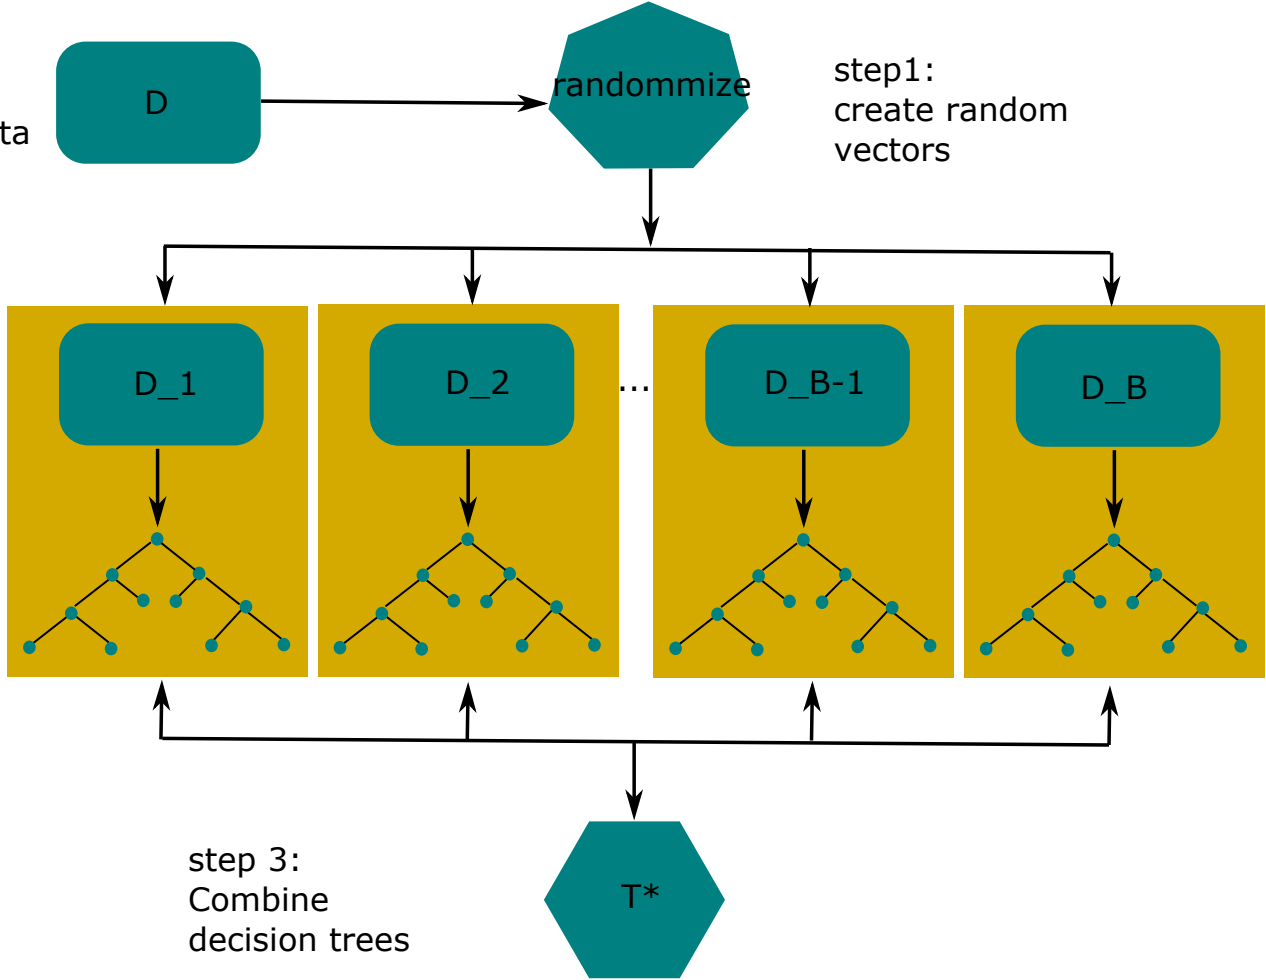 D
randommize
step1:
create random
vectors
ta
D_1
D_2
...
D_B-1
D_B
step 3:
Combine
decision trees
T*